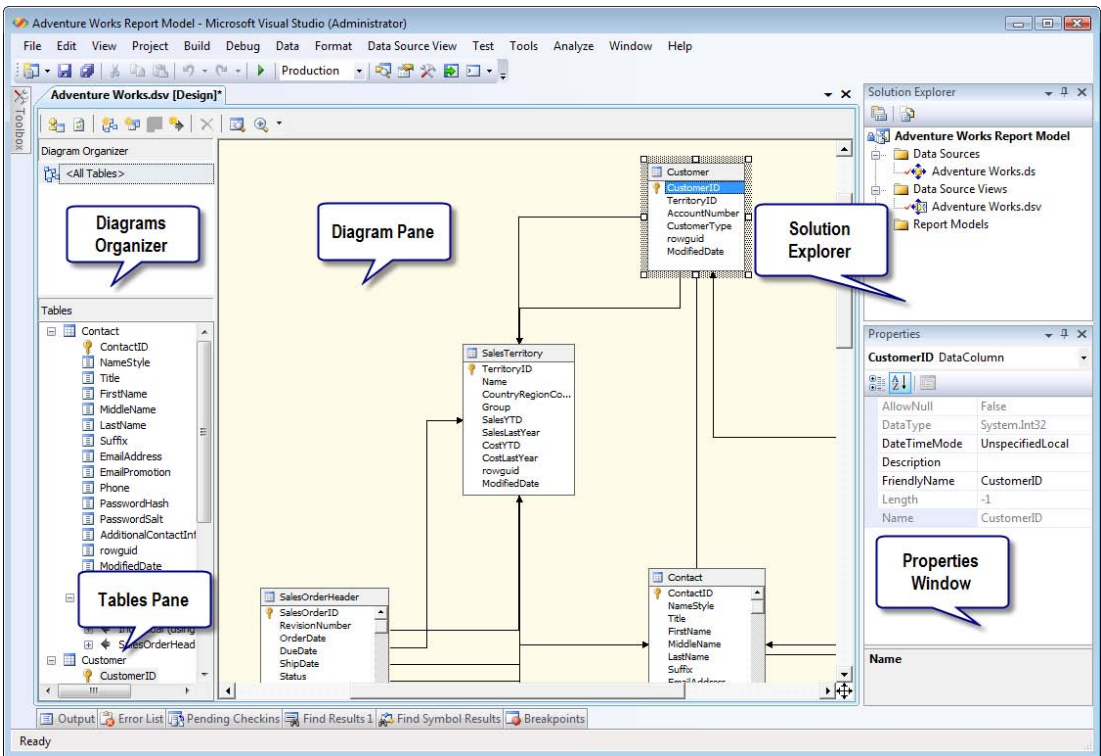 Adventure Works Report Model - Microsoft Visual Studio (Administrator)
File Edit View Project Build Debug Data Format Data Source View Test Tools Analyze Window Help
Production
Toolbox
Adventure Works.dsv [Design]*
Diagram Organizer
<All Tables>
Diagrams
Organizer
Tables
Contact
ContactID
NameStyle
Title
FirstName
MiddleName
LastName
Suffix
EmailAddress
EmailPromotion
Phone
PasswordHash
PasswordSalt
AdditionalContactInf
rowguid
ModifiedDate
Tables Pane
SalesOrderHead
Customer
CustomerID
Diagram Pane
Customer
CustomerID
TerritoryID
AccountNumber
CustomerType
rowguid
ModifiedDate
SalesTerritory
TerritoryID
Name
CountryRegionCo...
Group
SalesYTD
SalesLastYear
CostYTD
CostLastYear
rowguid
ModifiedDate
SalesOrderHeader
SalesOrderID
RevisionNumber
OrderDate
DueDate
ShipDate
Status
Contact
ContactID
NameStyle
Title
FirstName
MiddleName
LastName
Suffix
EmailAddress
Solution Explorer
Adventure Works Report Model
Data Sources
Adventure Works.ds
Data Source Views
Adventure Works.dsv
Report Models
Solution
Explorer
Properties
CustomerID DataColumn
AllowNull False
DataType System.Int32
DateTimeMode UnspecifiedLocal
Description
FriendlyName CustomerID
Length -1
Name CustomerID
Properties
Window
Name
Output Error List Pending Checkins Find Results 1 Find Symbol Results Breakpoints
Ready